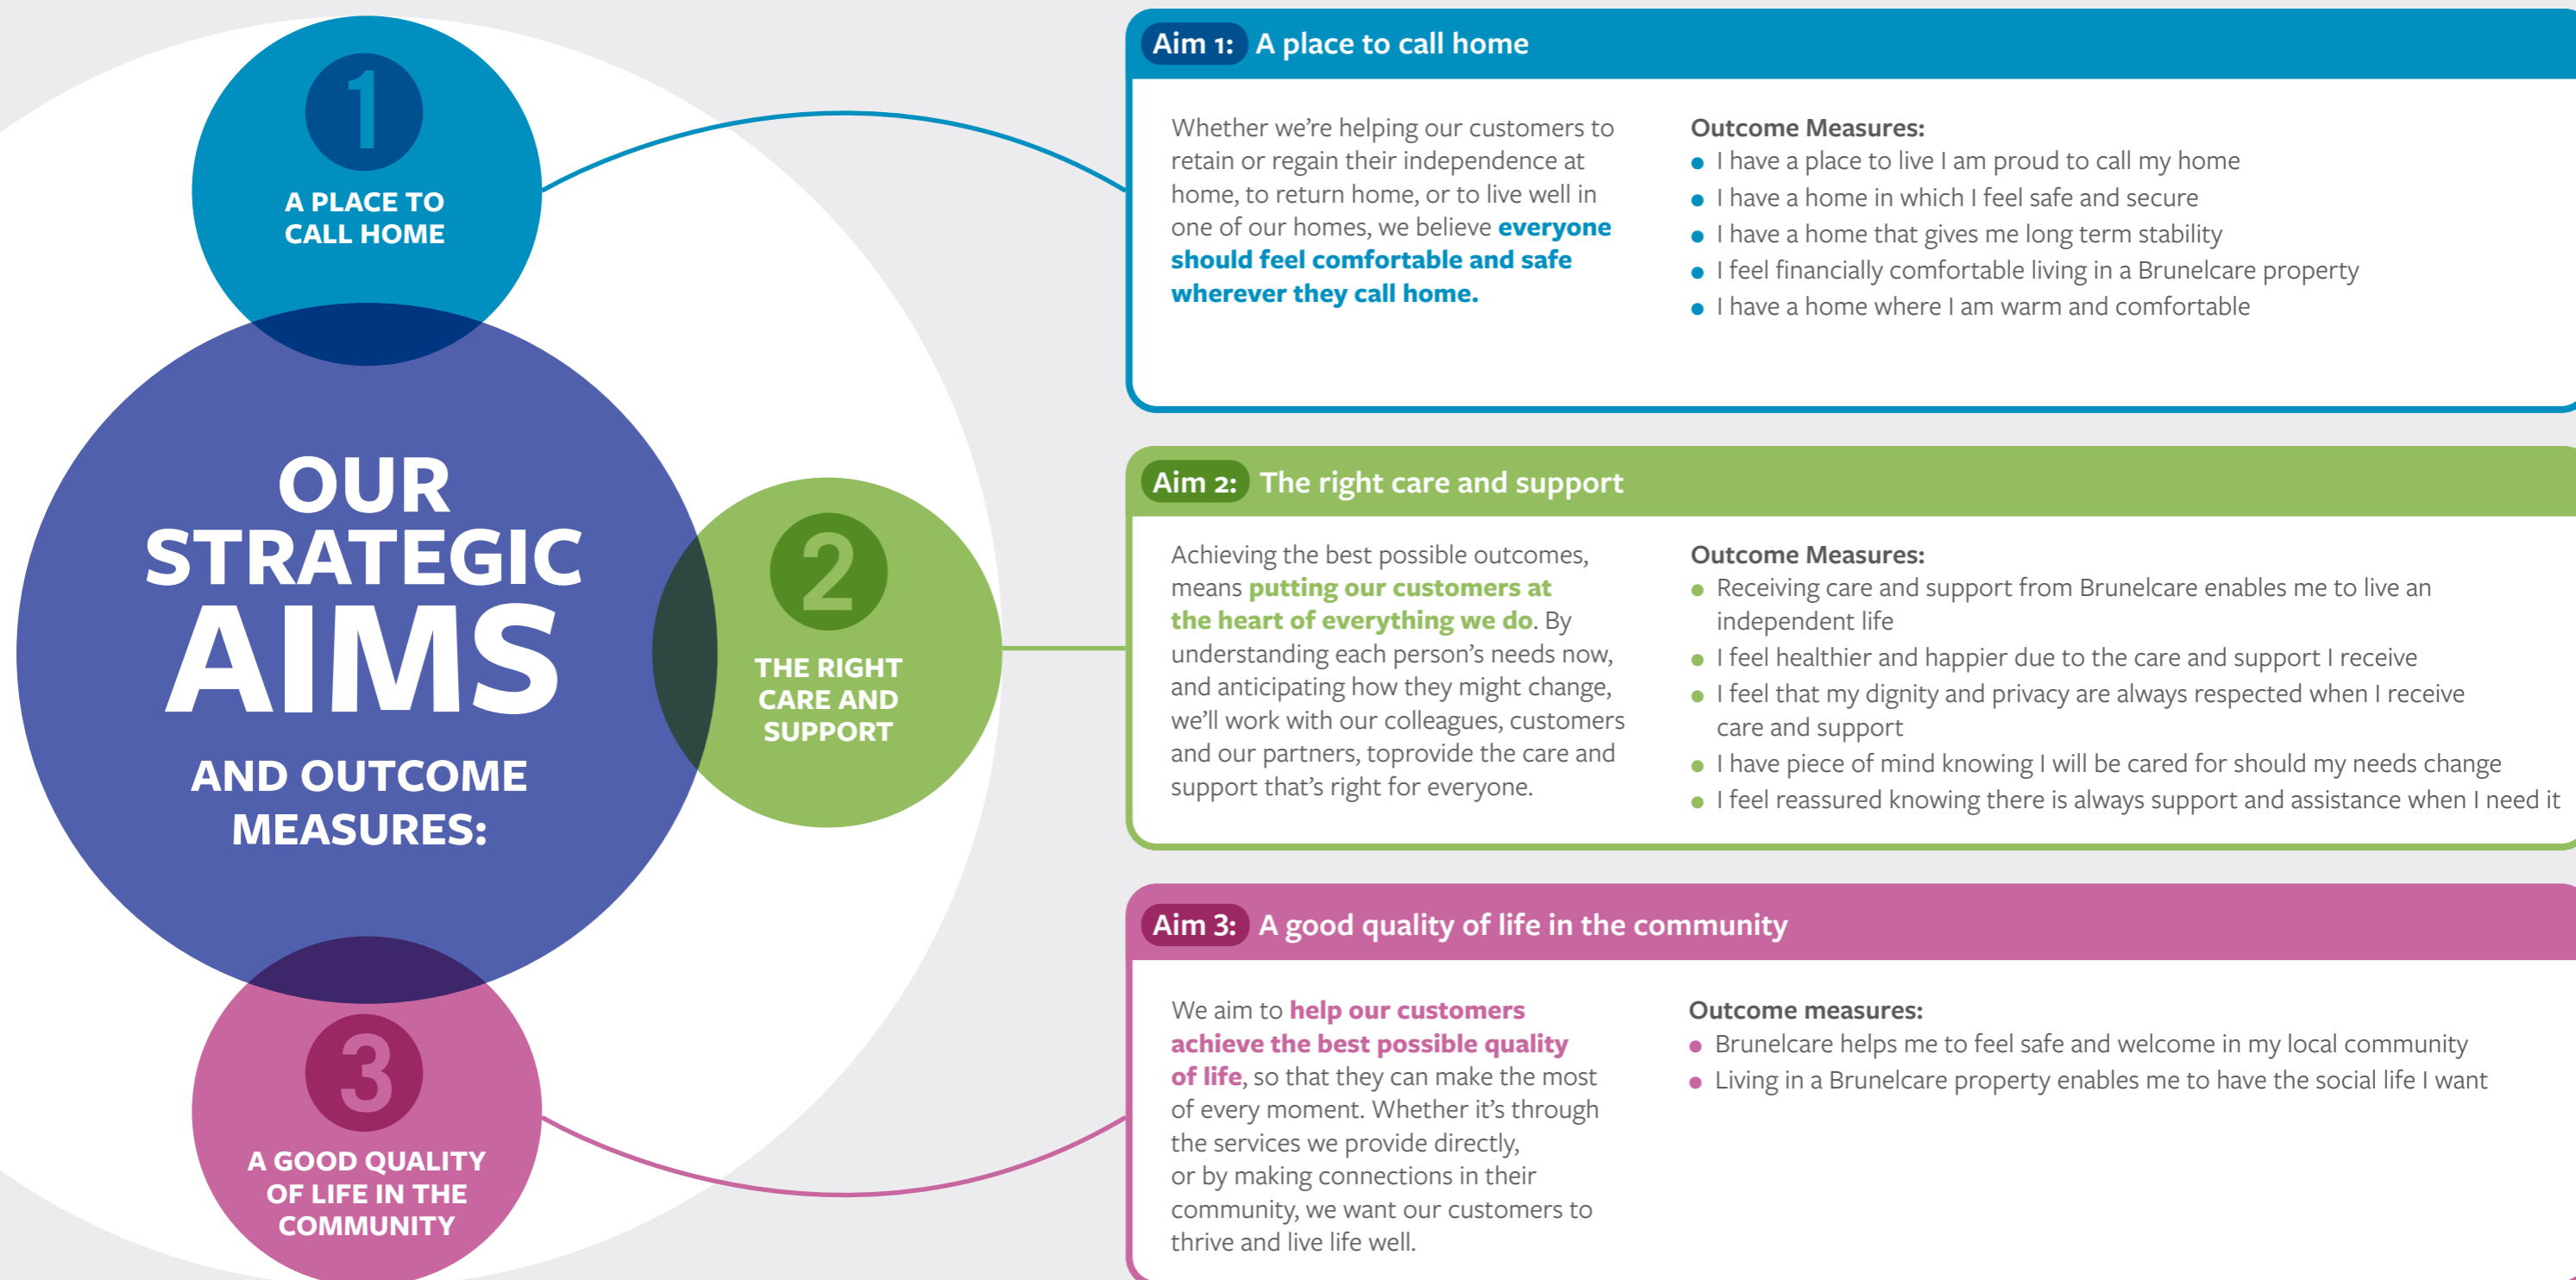 1
A PLACE TO
CALL HOME
OUR
STRATEGIC
AIMS
AND OUTCOME
MEASURES:
2
THE RIGHT
CARE AND
SUPPORT
3
A GOOD QUALITY
OF LIFE IN THE
COMMUNITY
Aim 1: A place to call home
Whether we're helping our customers to
retain or regain their independence at
home, to return home, or to live well in
one of our homes, we believe everyone
should feel comfortable and safe
wherever they call home.
Outcome Measures:
● I have a place to live I am proud to call my home
● I have a home in which I feel safe and secure
● I have a home that gives me long term stability
● I feel financially comfortable living in a Brunelcare property
● I have a home where I am warm and comfortable
Aim 2: The right care and support
Achieving the best possible outcomes,
means putting our customers at
the heart of everything we do. By
understanding each person's needs now,
and anticipating how they might change,
we'll work with our colleagues, customers
and our partners, toprovide the care and
support that's right for everyone.
Outcome Measures:
● Receiving care and support from Brunelcare enables me to live an
independent life
● I feel healthier and happier due to the care and support I receive
● I feel that my dignity and privacy are always respected when I receive
care and support
● I have piece of mind knowing I will be cared for should my needs change
● I feel reassured knowing there is always support and assistance when I need it
Aim 3: A good quality of life in the community
We aim to help our customers
achieve the best possible quality
of life, so that they can make the most
of every moment. Whether it's through
the services we provide directly,
or by making connections in their
community, we want our customers to
thrive and live life well.
Outcome measures:
● Brunelcare helps me to feel safe and welcome in my local community
● Living in a Brunelcare property enables me to have the social life I want